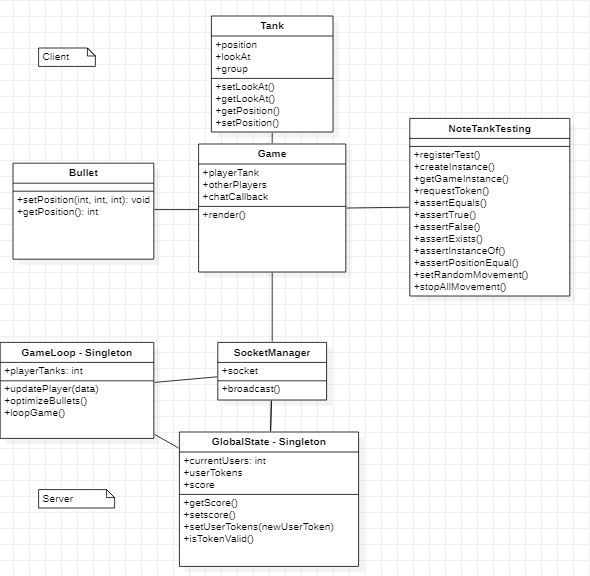 Client
Tank
+position
+lookAt
+group
+setLookAt()
+getLookAt()
+getPosition()
+setPosition()
Bullet
+setPosition(int, int, int): void
+getPosition(): int
Game
+playerTank
+otherPlayers
+chatCallback
+render()
NoteTankTesting
+registerTest()
+createInstance()
+getGameInstance()
+requestToken()
+assertEquals()
+assertTrue()
+assertFalse()
+assertExists()
+assertInstanceOf()
+assertPositionEqual()
+setRandomMovement()
+stopAllMovement()
GameLoop - Singleton
+playerTanks: int
+updatePlayer(data)
+optimizeBullets()
+loopGame()
SocketManager
+socket
+broadcast()
GlobalState - Singleton
+currentUsers: int
+userTokens
+score
+getScore()
+setscore()
+setUserTokens(newUserToken)
+isTokenValid()
Server